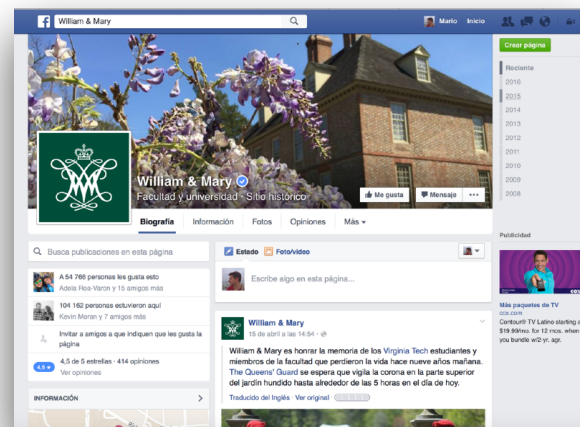 William & Mary
Mario Inicio
Crear página
Reciente
2016
2015
2014
2013
2012
2011
2010
2009
2008
William & Mary
Facultad y universidad · Sitio histórico
Me gusta
Mensaje
Biografía Información Fotos Opiniones Más
Busca publicaciones en esta página
A 54 766 personas les gusta esto
Adela Roa-Varon y 15 amigos más
104 162 personas estuvieron aquí
Kevin Moran y 7 amigos más
Invitar a amigos a que indiquen que les gusta la
página
4,5 ★
4,5 de 5 estrellas · 414 opiniones
Ver opiniones
INFORMACIÓN
Estado Foto/video
Escribe algo en esta página...
William & Mary
15 de abril a las 14:54
William & Mary es honrar la memoria de los Virginia Tech estudiantes y
miembros de la facultad que perdieron la vida hace nueve años mañana.
The Queens' Guard se espera que vigila la corona en la parte superior
del jardín hundido hasta alrededor de las 5 horas en el día de hoy.
Traducido del Inglés · Ver original
Publicidad
Más paquetes de TV
cox.com
Contour® TV Latino starting a
$19.99/mo. for 12 mos. when
you bundle w/2-yr. agr.